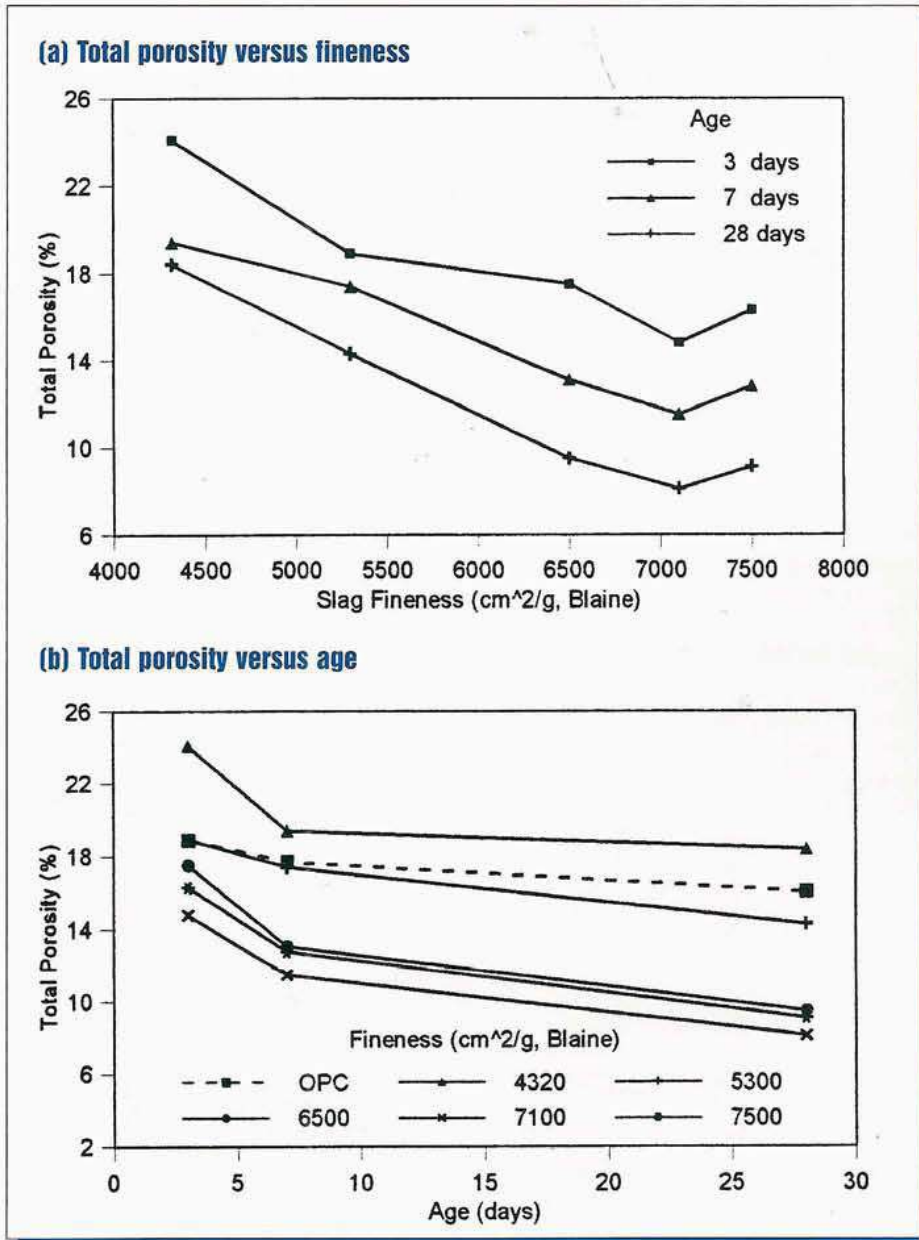 (a) Total porosity versus fineness
26
22
18
14
10
6
Total Porosity (%)
Age
3 days
7 days
28 days
4000 4500 5000 5500 6000 6500 7000 7500 8000
Slag Fineness (cm^2/g, Blaine)
(b) Total porosity versus age
26
22
18
14
10
6
2
Total Porosity (%)
Fineness (cm^2/g, Blaine)
OPC 4320 5300
6500 7100 7500
0 5 10 15 20 25 30
Age (days)